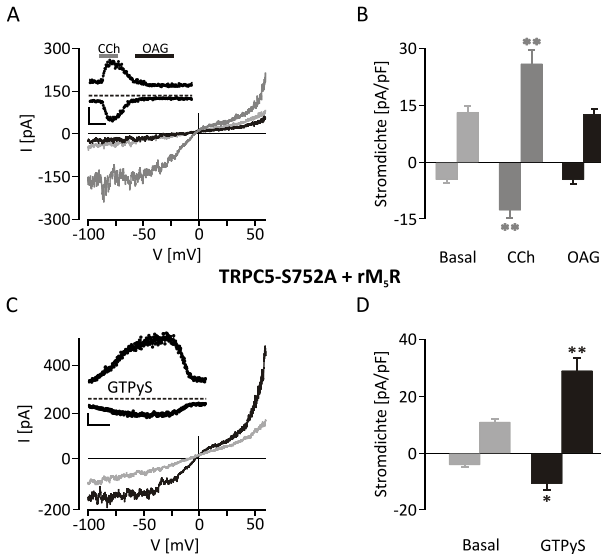 A
CCh OAG
300
150
0
-150
-300
I [pA]
-100 -50 0 50
V [mV]
B
Stromdichte [pA/pF]
30
15
0
-15
**
**
Basal CCh OAG
TRPC5-S752A + rM5R
C
GTPyS
400
200
0
-200
I [pA]
-100 -50 0 50
V [mV]
D
Stromdichte [pA/pF]
40
20
0
-20
**
*
Basal GTPyS